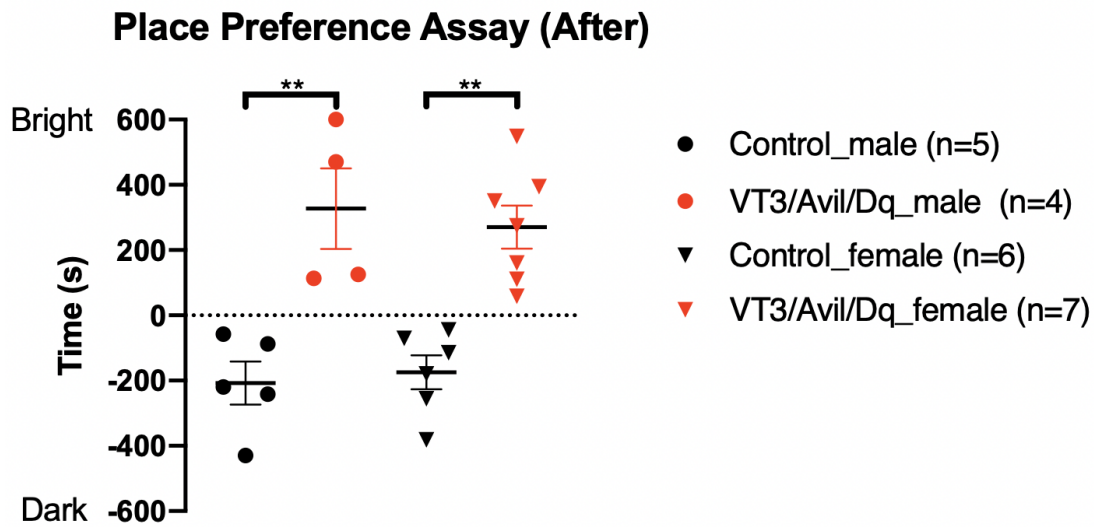 Place Preference Assay (After)
** **
Bright 600
400
200
0
-200
-400
Dark -600
Time (s)
Control_male (n=5)
VT3/Avil/Dq_male (n=4)
Control_female (n=6)
VT3/Avil/Dq_female (n=7)